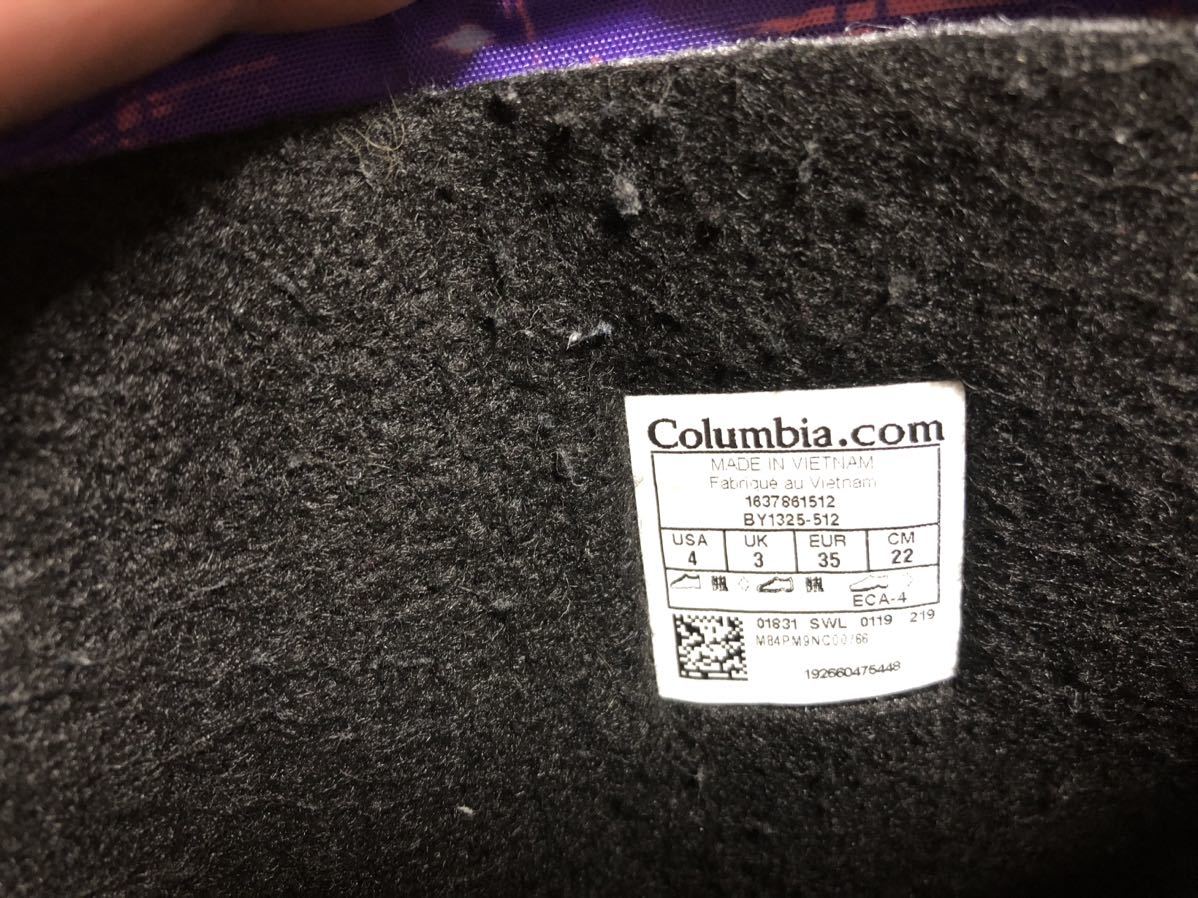 Columbia.com
MADE IN VIETNAM
Fabriqué au Vietnam
1637861512
BY1325-512
USA UK EUR CM
4 3 35 22
ECA-4
01831 SWL 0119 219
192660475448